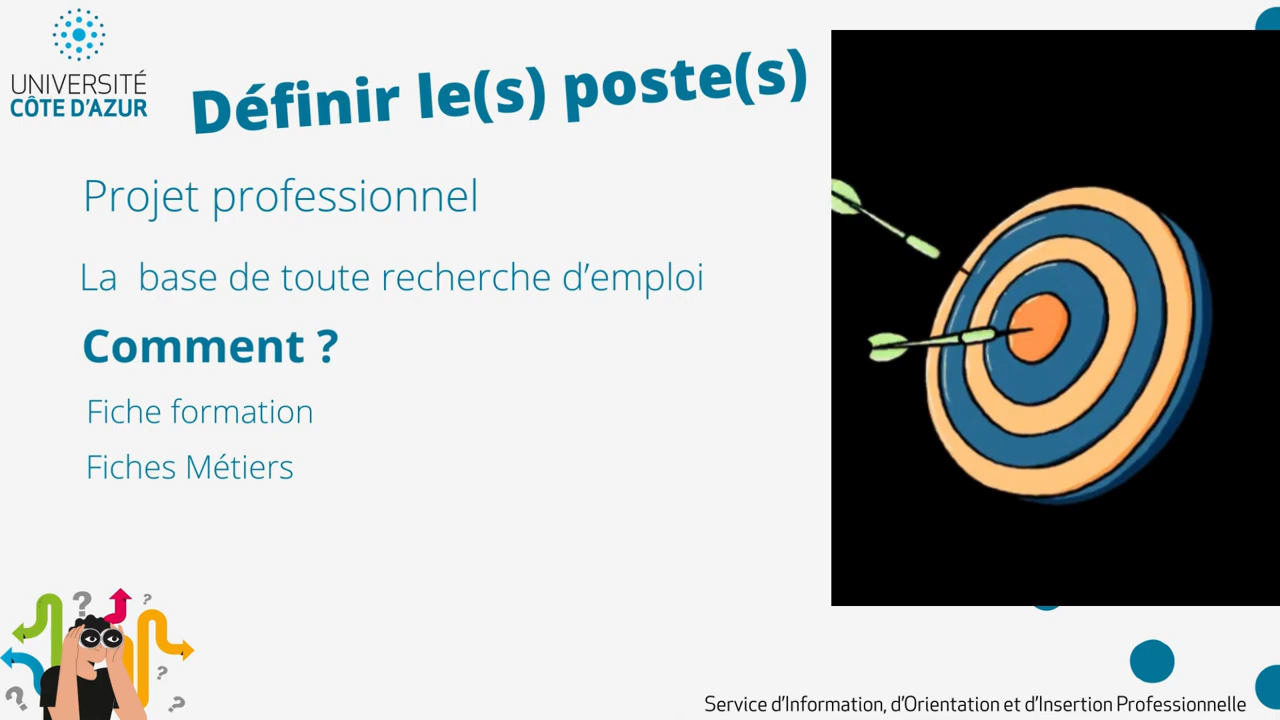 UNIVERSITÉ
CÔTE D'AZUR
Définir le(s) poste(s)
Projet professionnel
La base de toute recherche d'emploi
Comment ?
Fiche formation
Fiches Métiers
? ? ? ? ?
Service d'Information, d'Orientation et d'Insertion Professionnelle